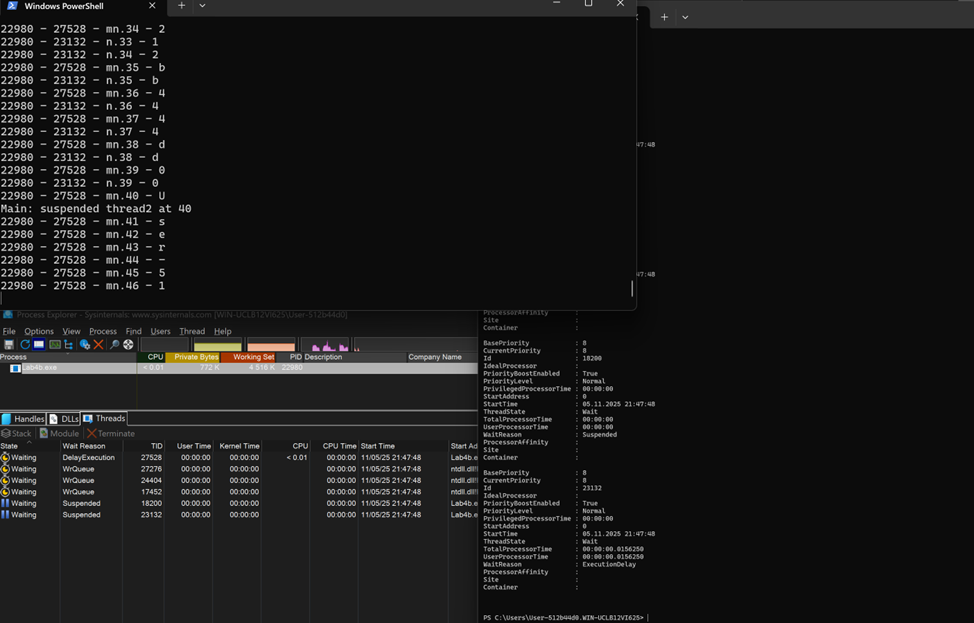 Windows PowerShell
22980 - 27528 - mn.34 - 2
22980 - 23132 - n.33 - 1
22980 - 23132 - n.34 - 2
22980 - 27528 - mn.35 - b
22980 - 23132 - n.35 - b
22980 - 27528 - mn.36 - 4
22980 - 23132 - n.36 - 4
22980 - 27528 - mn.37 - 4
22980 - 23132 - n.37 - 4
22980 - 27528 - mn.38 - d
22980 - 23132 - n.38 - d
22980 - 27528 - mn.39 - 0
22980 - 23132 - n.39 - 0
22980 - 27528 - mn.40 - U
Main: suspended thread2 at 40
22980 - 27528 - mn.41 - s
22980 - 27528 - mn.42 - e
22980 - 27528 - mn.43 - r
22980 - 27528 - mn.44 - -
22980 - 27528 - mn.45 - 5
22980 - 27528 - mn.46 - 1
47:48
47:48
Process Explorer - Sysinternals: www.sysinternals.com [WIN-UCLB12VI625\User-512b44d0]
File Options View Process Find Users Thread Help
Process CPU Private Bytes Working Set PID Description Company Name
Lab4b.exe < 0.01 772 K 4 516 K 22980
Handles DLLs Threads
Stack Module Terminate
State Wait Reason TID User Time Kernel Time CPU CPU Time Start Time Start Ad
Waiting DelayExecution 27528 00:00:00 00:00:00 < 0.01 00:00:00 11/05/25 21:47:48 Lab4b.e
Waiting WrQueue 27276 00:00:00 00:00:00 00:00:00 11/05/25 21:47:48 ntdll.dll!
Waiting WrQueue 24404 00:00:00 00:00:00 00:00:00 11/05/25 21:47:48 ntdll.dll!
Waiting WrQueue 17452 00:00:00 00:00:00 00:00:00 11/05/25 21:47:48 ntdll.dll!
Waiting Suspended 18200 00:00:00 00:00:00 00:00:00 11/05/25 21:47:48 Lab4b.e
Waiting Suspended 23132 00:00:00 00:00:00 00:00:00 11/05/25 21:47:48 Lab4b.e
ProcessorAffinity :
Site :
Container :
BasePriority : 8
CurrentPriority : 8
Id : 18200
IdealProcessor :
PriorityBoostEnabled : True
PriorityLevel : Normal
PrivilegedProcessorTime : 00:00:00
StartAddress : 0
StartTime : 05.11.2025 21:47:48
ThreadState : Wait
TotalProcessorTime : 00:00:00
UserProcessorTime : 00:00:00
WaitReason : Suspended
ProcessorAffinity :
Site :
Container :
BasePriority : 8
CurrentPriority : 8
Id : 23132
IdealProcessor :
PriorityBoostEnabled : True
PriorityLevel : Normal
PrivilegedProcessorTime : 00:00:00
StartAddress : 0
StartTime : 05.11.2025 21:47:48
ThreadState : Wait
TotalProcessorTime : 00:00:00.0156250
UserProcessorTime : 00:00:00.0156250
WaitReason : ExecutionDelay
ProcessorAffinity :
Site :
Container :
PS C:\Users\User-512b44d0.WIN-UCLB12VI625>